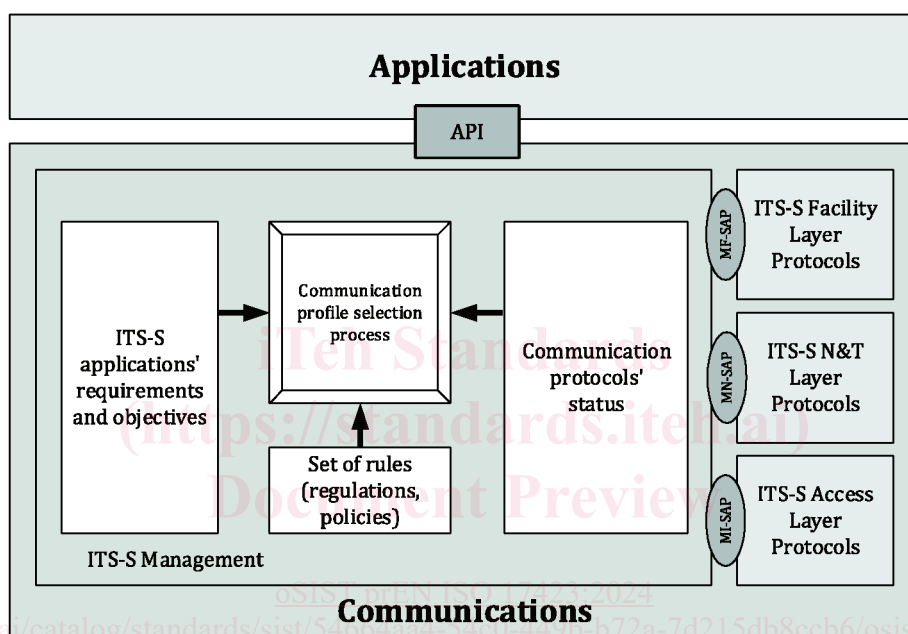 Applications
API
ITS-S
applications'
requirements
and objectives
Communication
profile selection
process
Set of rules
(regulations,
policies)
Communication
protocols'
status
ITS-S Management
MF-SAP
ITS-S Facility
Layer
Protocols
MN-SAP
ITS-S N&T
Layer
Protocols
MI-SAP
ITS-S Access
Layer
Protocols
Communications
iTeh Standards
(https://standards.iteh.ai)
Document Preview
oSIST prEN ISO 17423:2024